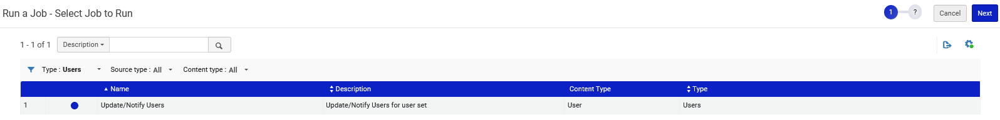 Run a Job - Select Job to Run
1 ? Cancel Next
1 - 1 of 1 Description
Type : Users Source type : All Content type : All
Name Description Content Type Type
1 Update/Notify Users Update/Notify Users for user set User Users